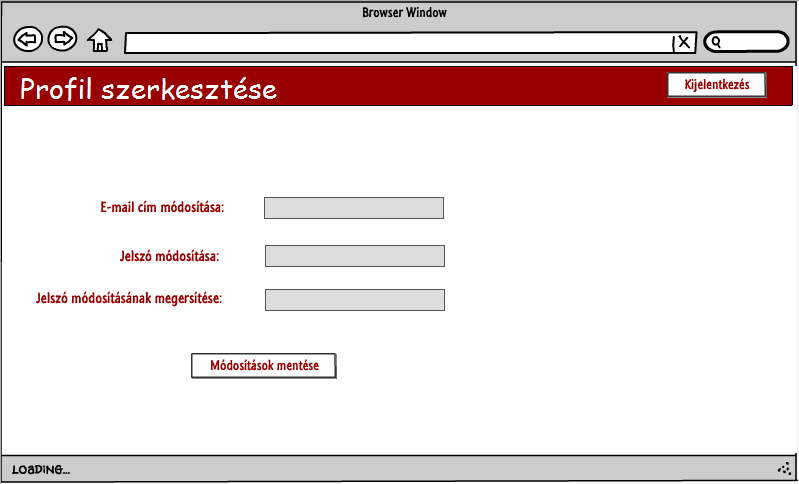 Browser Window
Profil szerkesztése
Kijelentkezés
E-mail cím módosítása:
Jelszó módosítása:
Jelszó módosításának megersítése:
Módosítások mentése
LOADING...